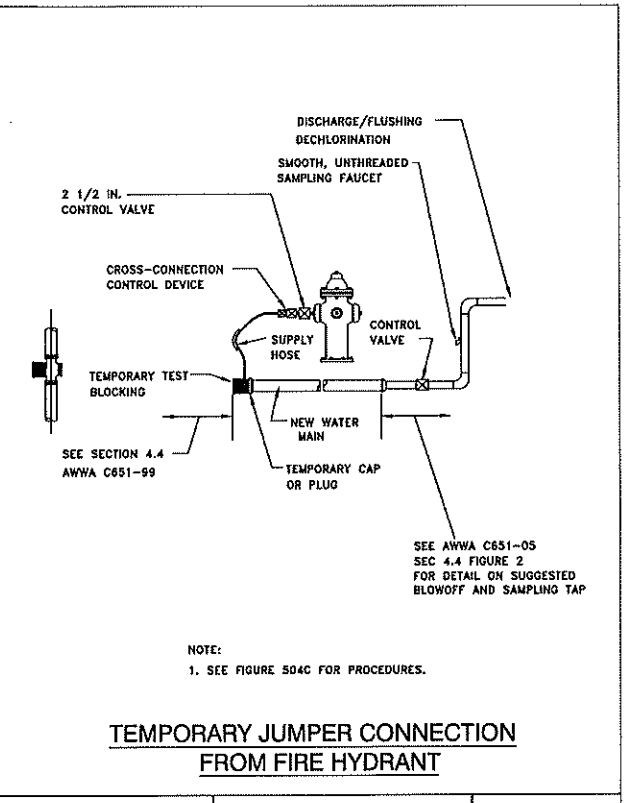 DISCHARGE/FLUSHING
DECHLORINATION
SMOOTH, UNTHREADED
SAMPLING FAUCET
2 1/2 IN.
CONTROL VALVE
CROSS-CONNECTION
CONTROL DEVICE
SUPPLY
HOSE
CONTROL
VALVE
TEMPORARY TEST
BLOCKING
NEW WATER
MAIN
SEE SECTION 4.4
AWWA C651-99
TEMPORARY CAP
OR PLUG
SEE AWWA C651-05
SEC 4.4 FIGURE 2
FOR DETAIL ON SUGGESTED
BLOWOFF AND SAMPLING TAP
NOTE:
1. SEE FIGURE 504C FOR PROCEDURES.
TEMPORARY JUMPER CONNECTION
FROM FIRE HYDRANT